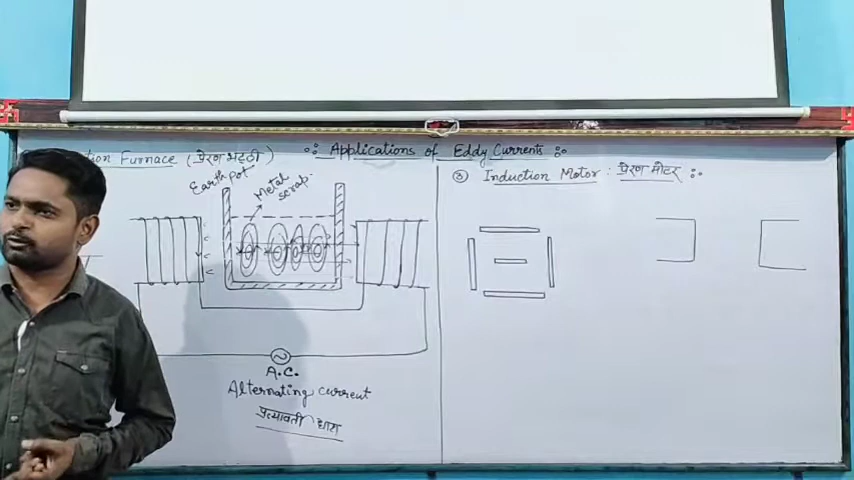 Applications of Eddy Currents
tion Furnace (प्रेरण भट्ठी)
Earth pot
Metal
scrap.
A.C.
Alternating current
प्रत्यावर्ती धारा
③ Induction Motor : प्रेरण मोटर :